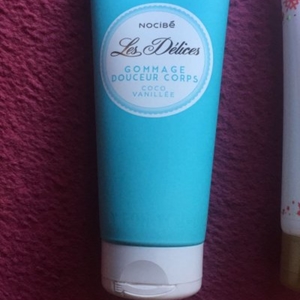 NOCIBé
Les Délices
GOMMAGE
DOUCEUR CORPS
COCO
VANILLÉE